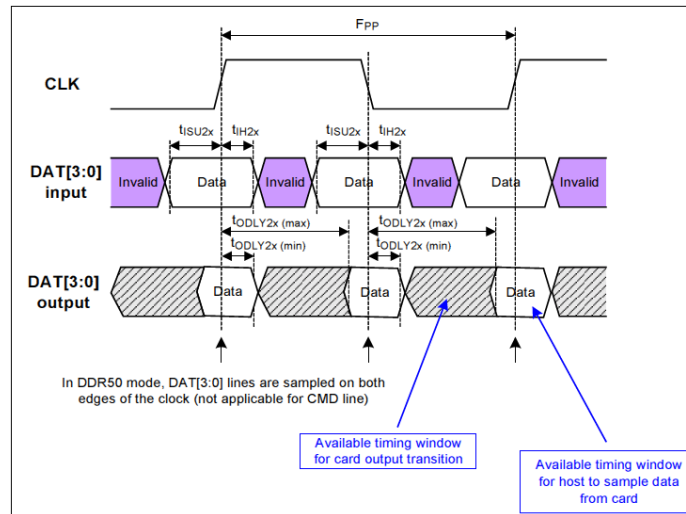 FPP
CLK
tISU2x tIH2x tISU2x tIH2x
DAT[3:0]
input
Invalid Data Invalid Data Invalid Data Invalid
tODLY2x (max) tODLY2x (max)
tODLY2x (min) tODLY2x (min)
DAT[3:0]
output
Data Data Data
In DDR50 mode, DAT[3:0] lines are sampled on both
edges of the clock (not applicable for CMD line)
Available timing window
for card output transition
Available timing window
for host to sample data
from card